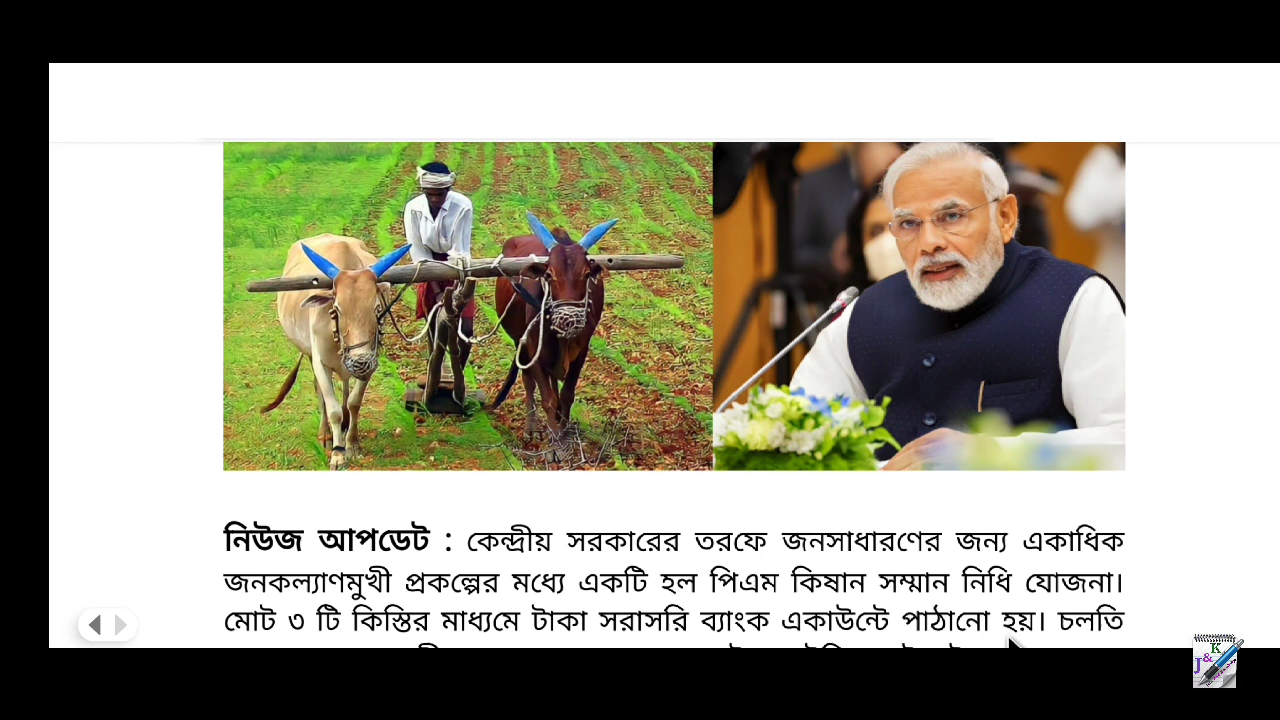 নিউজ আপডেট : কেন্দ্রীয় সরকারের তরফে জনসাধারণের জন্য একাধিক
জনকল্যাণমুখী প্রকল্পের মধ্যে একটি হল পিএম কিষান সম্মান নিধি যোজনা।
মোট ৩ টি কিস্তির মাধ্যমে টাকা সরাসরি ব্যাংক একাউন্টে পাঠানো হয়। চলতি
J&K